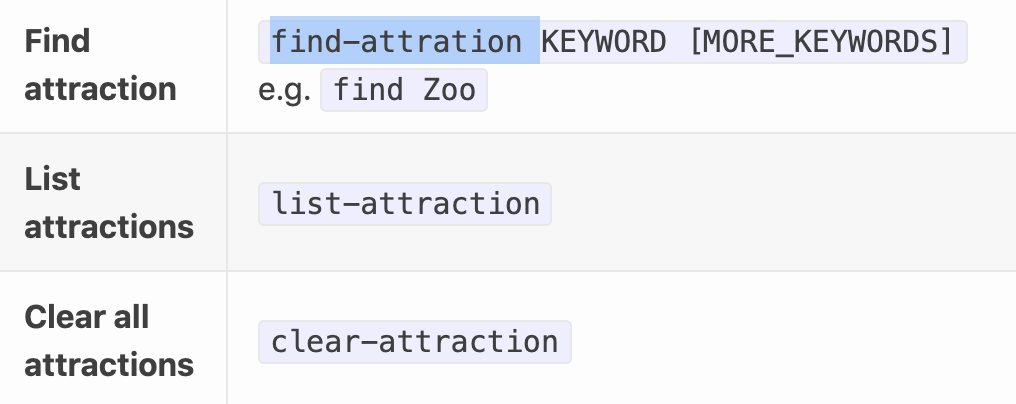 Find attraction
find-attration KEYWORD [MORE_KEYWORDS]
e.g. find Zoo
List attractions
list-attraction
Clear all attractions
clear-attraction